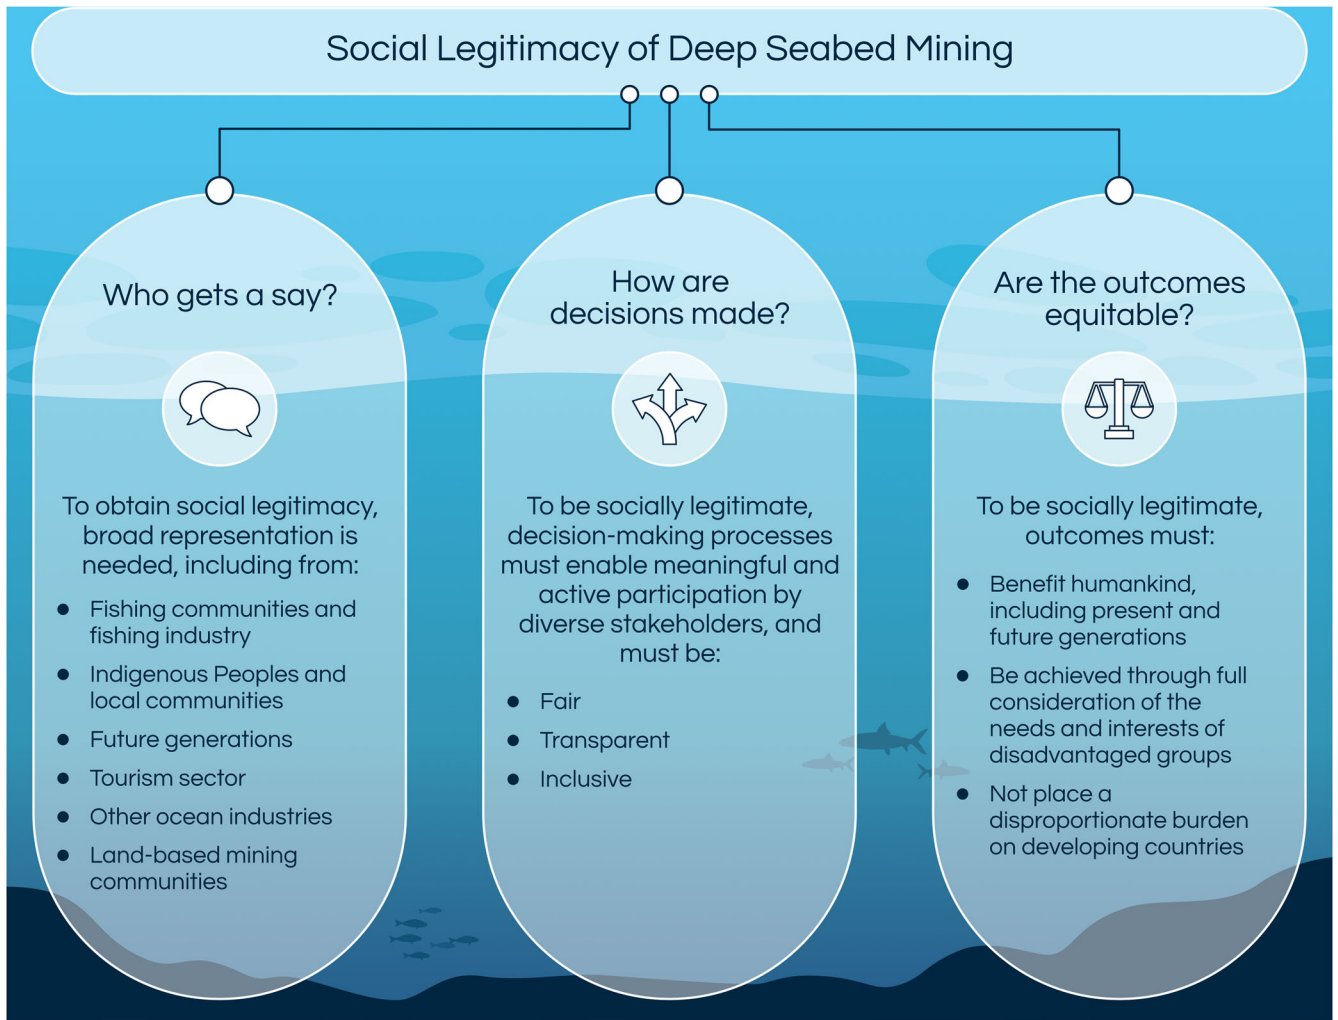 Social Legitimacy of Deep Seabed Mining
Who gets a say?
To obtain social legitimacy,
broad representation is
needed, including from:
● Fishing communities and
fishing industry
● Indigenous Peoples and
local communities
● Future generations
● Tourism sector
● Other ocean industries
● Land-based mining
communities
How are
decisions made?
To be socially legitimate,
decision-making processes
must enable meaningful and
active participation by
diverse stakeholders, and
must be:
● Fair
● Transparent
● Inclusive
Are the outcomes
equitable?
To be socially legitimate,
outcomes must:
● Benefit humankind,
including present and
future generations
● Be achieved through full
consideration of the
needs and interests of
disadvantaged groups
● Not place a
disproportionate burden
on developing countries